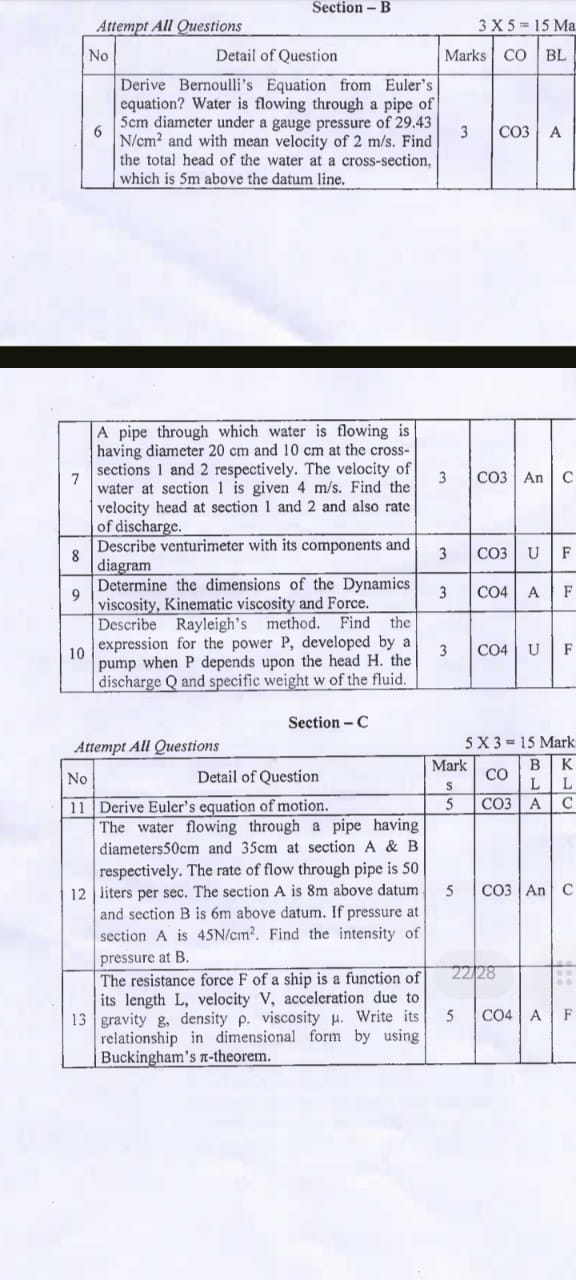 Section – B
Attempt All Questions 3 X 5 = 15 Ma
No Detail of Question Marks CO BL
Derive Bernoulli's Equation from Euler's
equation? Water is flowing through a pipe of
5cm diameter under a gauge pressure of 29.43
6 N/cm² and with mean velocity of 2 m/s. Find 3 CO3 A
the total head of the water at a cross-section,
which is 5m above the datum line.
A pipe through which water is flowing is
having diameter 20 cm and 10 cm at the cross-
sections 1 and 2 respectively. The velocity of
7 water at section 1 is given 4 m/s. Find the 3 CO3 An C
velocity head at section 1 and 2 and also rate
of discharge.
8 Describe venturimeter with its components and 3 CO3 U F
diagram
9 Determine the dimensions of the Dynamics 3 CO4 A F
viscosity, Kinematic viscosity and Force.
Describe Rayleigh's method. Find the
10 expression for the power P, developed by a 3 CO4 U F
pump when P depends upon the head H. the
discharge Q and specific weight w of the fluid.
Section – C
Attempt All Questions 5 X 3 = 15 Mark
No Detail of Question Mark s CO B L K L
11 Derive Euler's equation of motion. 5 CO3 A C
The water flowing through a pipe having
diameters50cm and 35cm at section A & B
respectively. The rate of flow through pipe is 50
12 liters per sec. The section A is 8m above datum 5 CO3 An C
and section B is 6m above datum. If pressure at
section A is 45N/cm². Find the intensity of
pressure at B.
22/28
The resistance force F of a ship is a function of
its length L, velocity V, acceleration due to
13 gravity g, density ρ. viscosity μ. Write its 5 CO4 A F
relationship in dimensional form by using
Buckingham's π-theorem.